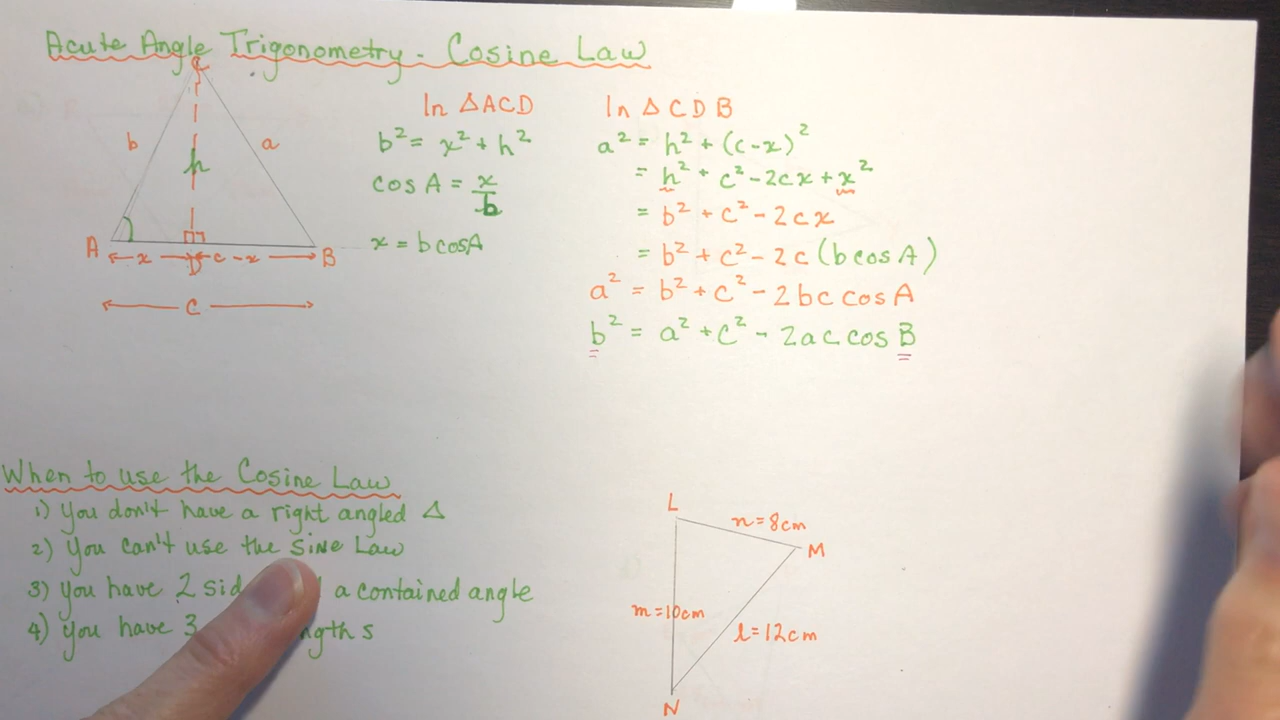 Acute Angle Trigonometry - Cosine Law
C
b
a
h
A
x
D
c - x
B
C
In △ACD
b² = x² + h²
cos A = x/b
x = b cos A
In △CDB
a² = h² + (c-x)²
= h² + c² - 2cx + x²
= b² + c² - 2cx
= b² + c² - 2c (b cos A)
a² = b² + c² - 2bc cos A
b² = a² + c² - 2ac cos B
When to use the Cosine Law
1) you don't have a right angled △
2) you can't use the sine Law
3) you have 2 sid a contained angle
4) you have 3 ngths
L
n = 8cm
M
m = 10cm
l = 12cm
N